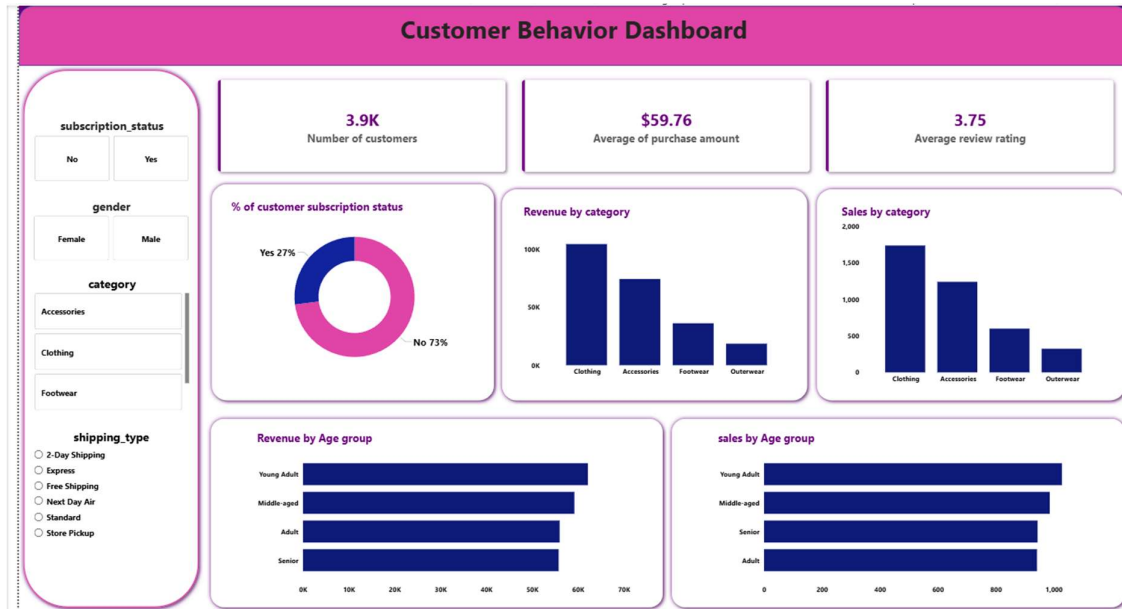 Customer Behavior Dashboard
subscription_status
No Yes
gender
Female Male
category
Accessories
Clothing
Footwear
shipping_type
2-Day Shipping
Express
Free Shipping
Next Day Air
Standard
Store Pickup
3.9K
Number of customers
$59.76
Average of purchase amount
3.75
Average review rating
% of customer subscription status
Yes 27%
No 73%
Revenue by category
100K
50K
0K
Clothing Accessories Footwear Outerwear
Sales by category
2,000
1,500
1,000
500
0
Clothing Accessories Footwear Outerwear
Revenue by Age group
Young Adult
Middle-aged
Adult
Senior
0K 10K 20K 30K 40K 50K 60K 70K
sales by Age group
Young Adult
Middle-aged
Senior
Adult
0 200 400 600 800 1,000